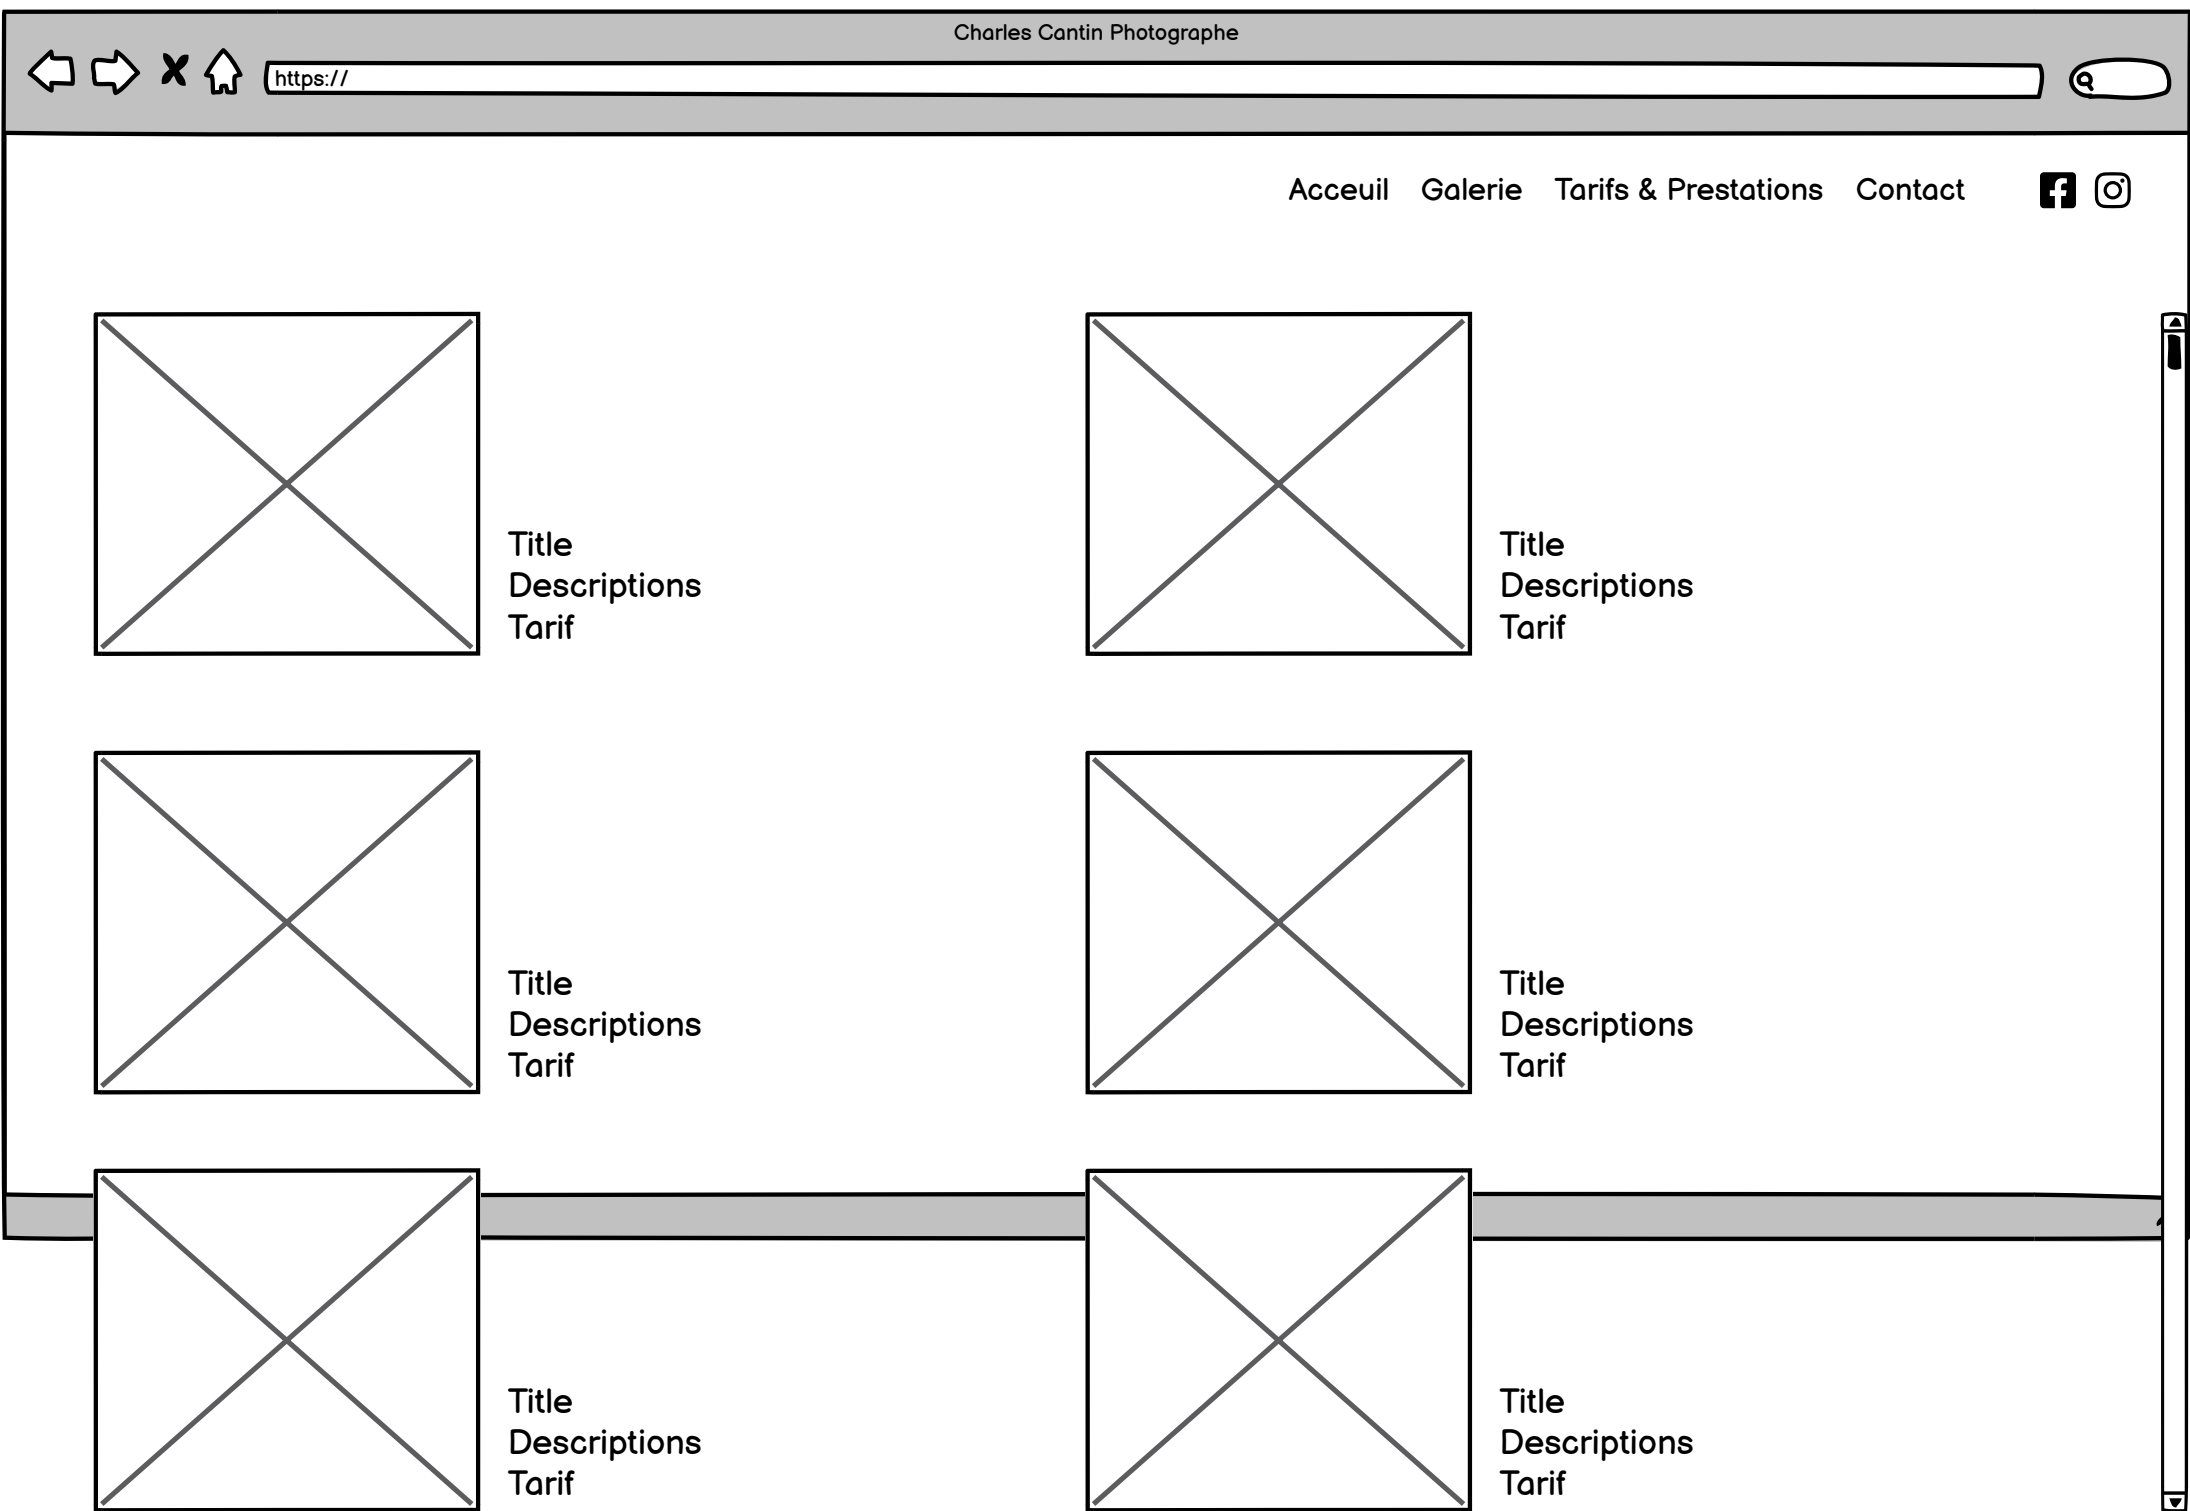 Charles Cantin Photographe
https://
Acceuil Galerie Tarifs & Prestations Contact
Title
Descriptions
Tarif
Title
Descriptions
Tarif
Title
Descriptions
Tarif
Title
Descriptions
Tarif
Title
Descriptions
Tarif
Title
Descriptions
Tarif